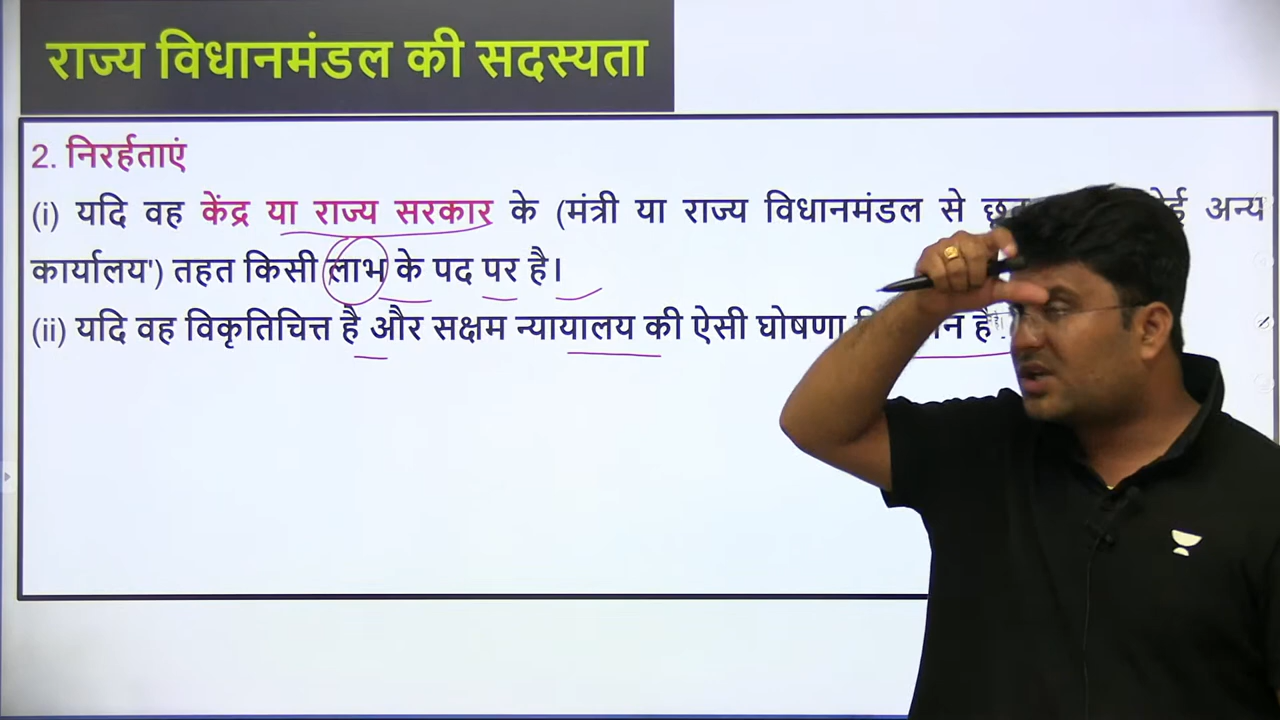 राज्य विधानमंडल की सदस्यता
2. निरर्हताएं
(i) यदि वह केंद्र या राज्य सरकार के (मंत्री या राज्य विधानमंडल से अन्य
कार्यालय') तहत किसी लाभ के पद पर है।
(ii) यदि वह विकृतिचित्त है और सक्षम न्यायालय की ऐसी घोषणा है